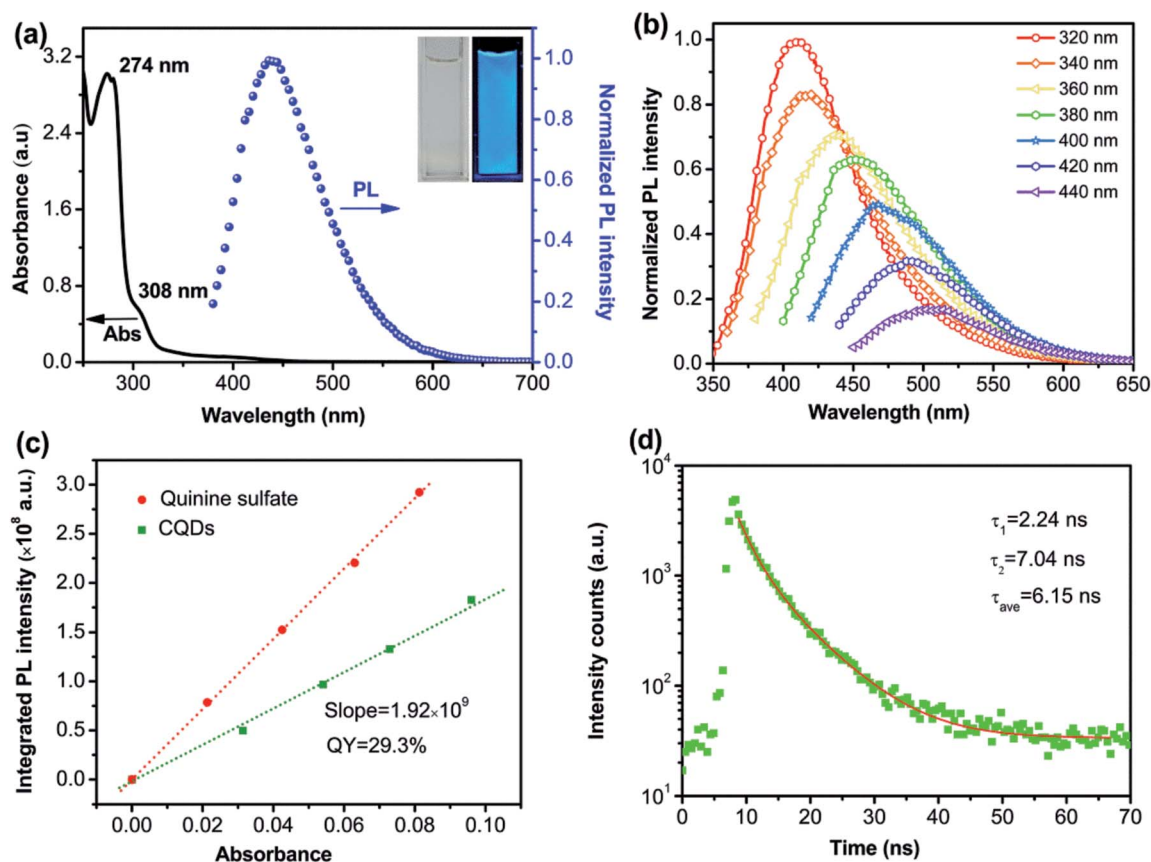 (a)
Absorbance (a.u)
3.2
2.4
1.6
0.8
0.0
274 nm
308 nm
Abs
PL
300 400 500 600 700
Wavelength (nm)
1.0
0.8
0.6
0.4
0.2
0.0
Normalized PL intensity
(b)
Normalized PL intensity
1.0
0.8
0.6
0.4
0.2
0.0
320 nm
340 nm
360 nm
380 nm
400 nm
420 nm
440 nm
350 400 450 500 550 600 650
Wavelength (nm)
(c)
Integrated PL intensity (×10⁸ a.u.)
3.0
2.5
2.0
1.5
1.0
0.5
0.0
Quinine sulfate
CQDs
Slope=1.92×10⁹
QY=29.3%
0.00 0.02 0.04 0.06 0.08 0.10
Absorbance
(d)
Intensity counts (a.u.)
10⁴
10³
10²
10¹
τ₁=2.24 ns
τ₂=7.04 ns
τave=6.15 ns
0 10 20 30 40 50 60 70
Time (ns)